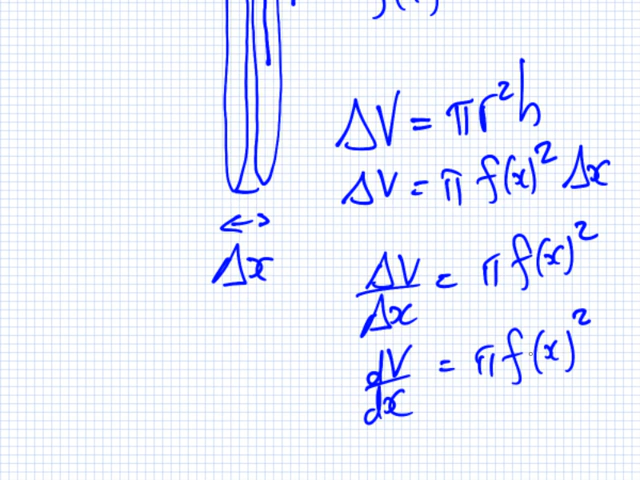 ΔV = πr²h
ΔV = π f(x)² Δx
Δx
ΔV/Δx = π f(x)²
dV/dx = π f(x)²